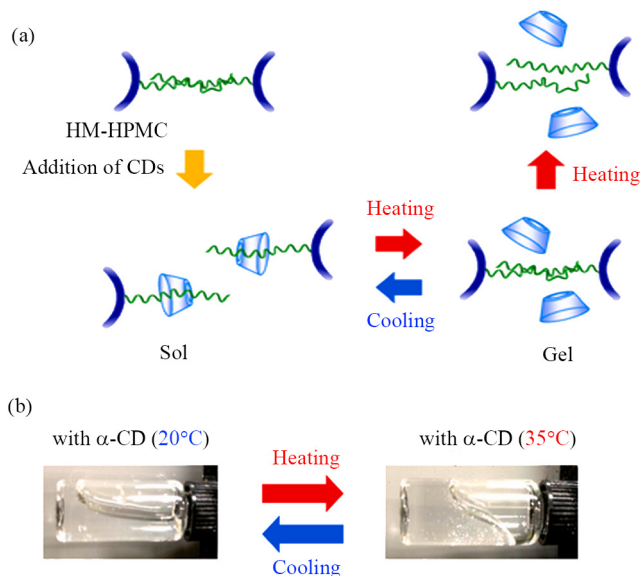 (a)
HM-HPMC
Addition of CDs
Heating
Heating
Cooling
Sol
Gel
(b)
with α-CD (20°C)
with α-CD (35°C)
Heating
Cooling